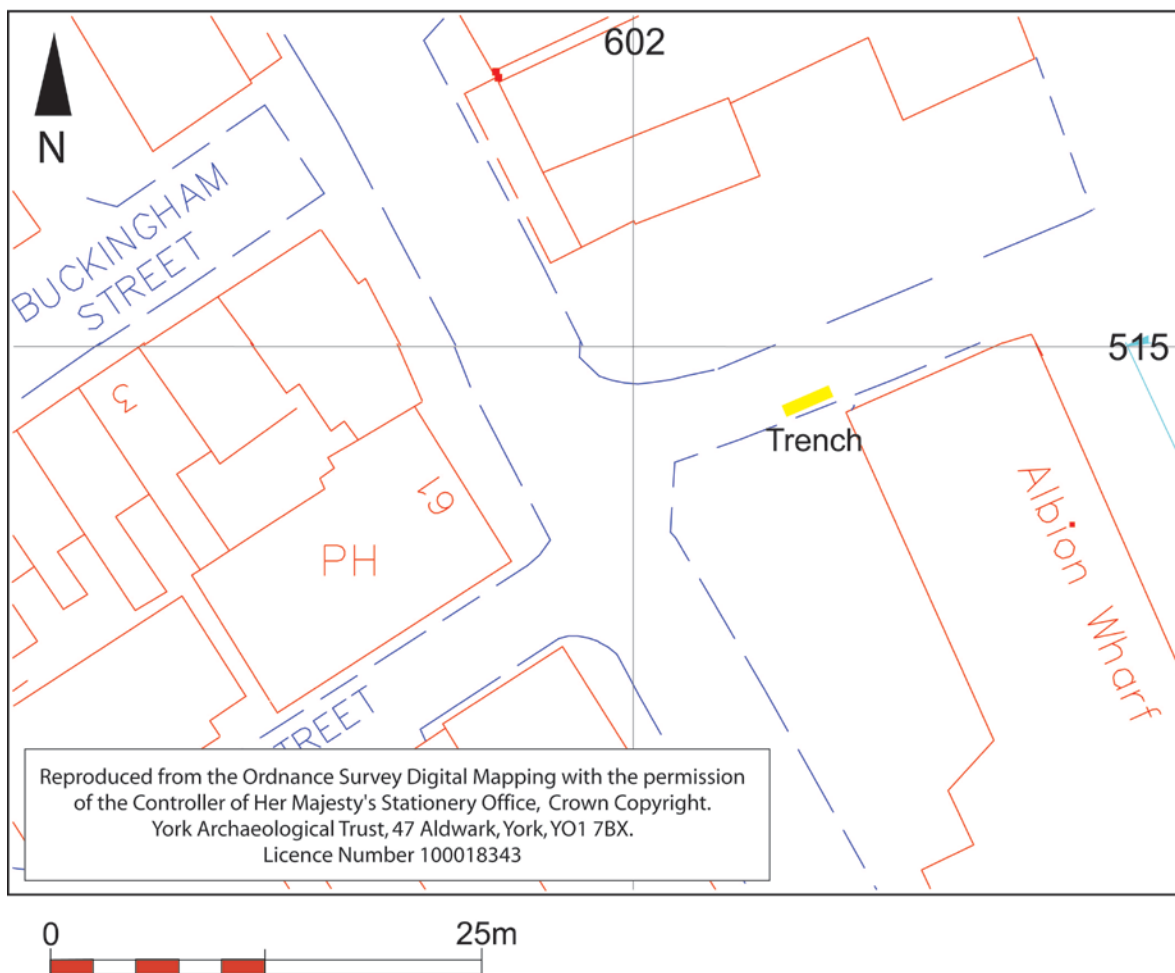 602
N
BUCKINGHAM
STREET
515
3
Trench
61
PH
Albion Wharf
TREET
Reproduced from the Ordnance Survey Digital Mapping with the permission
of the Controller of Her Majesty's Stationery Office, Crown Copyright.
York Archaeological Trust, 47 Aldwark, York, YO1 7BX.
Licence Number 100018343
0
25m